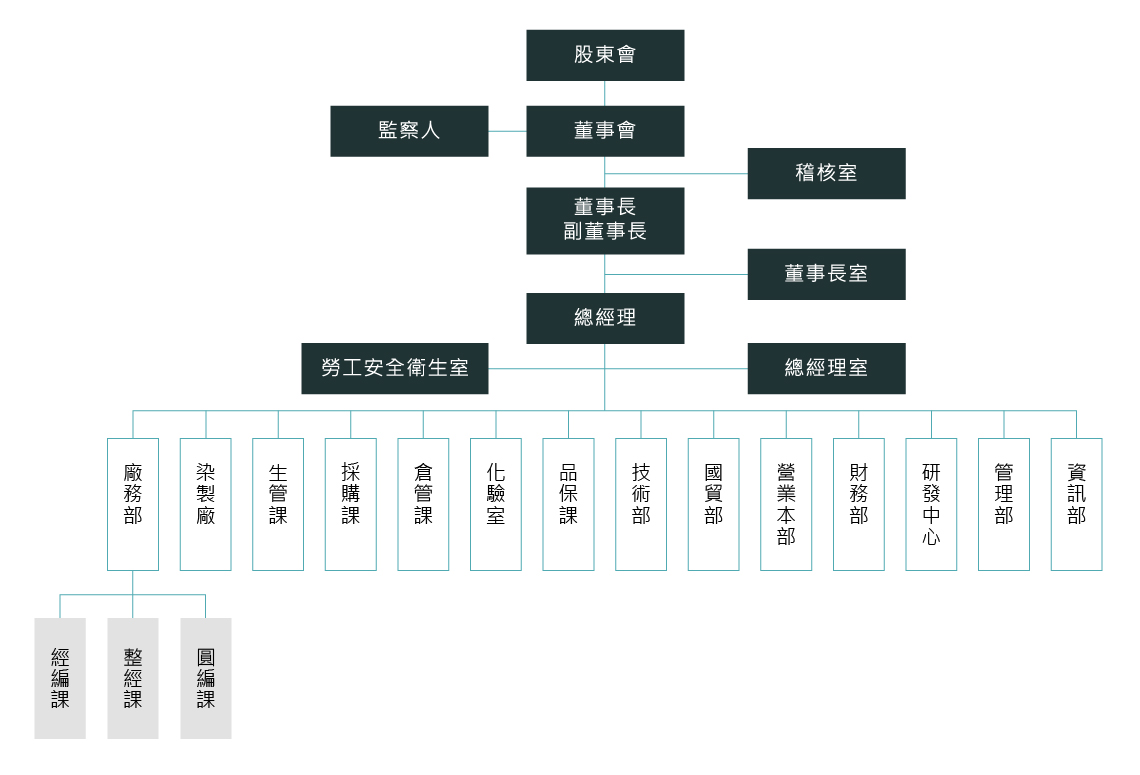 股東會
監察人
董事會
稽核室
董事長
副董事長
董事長室
總經理
勞工安全衛生室
總經理室
廠務部
染製廠
生管課
採購課
倉管課
化驗室
品保課
技術部
國貿部
營業本部
財務部
研發中心
管理部
資訊部
經編課
整經課
圓編課